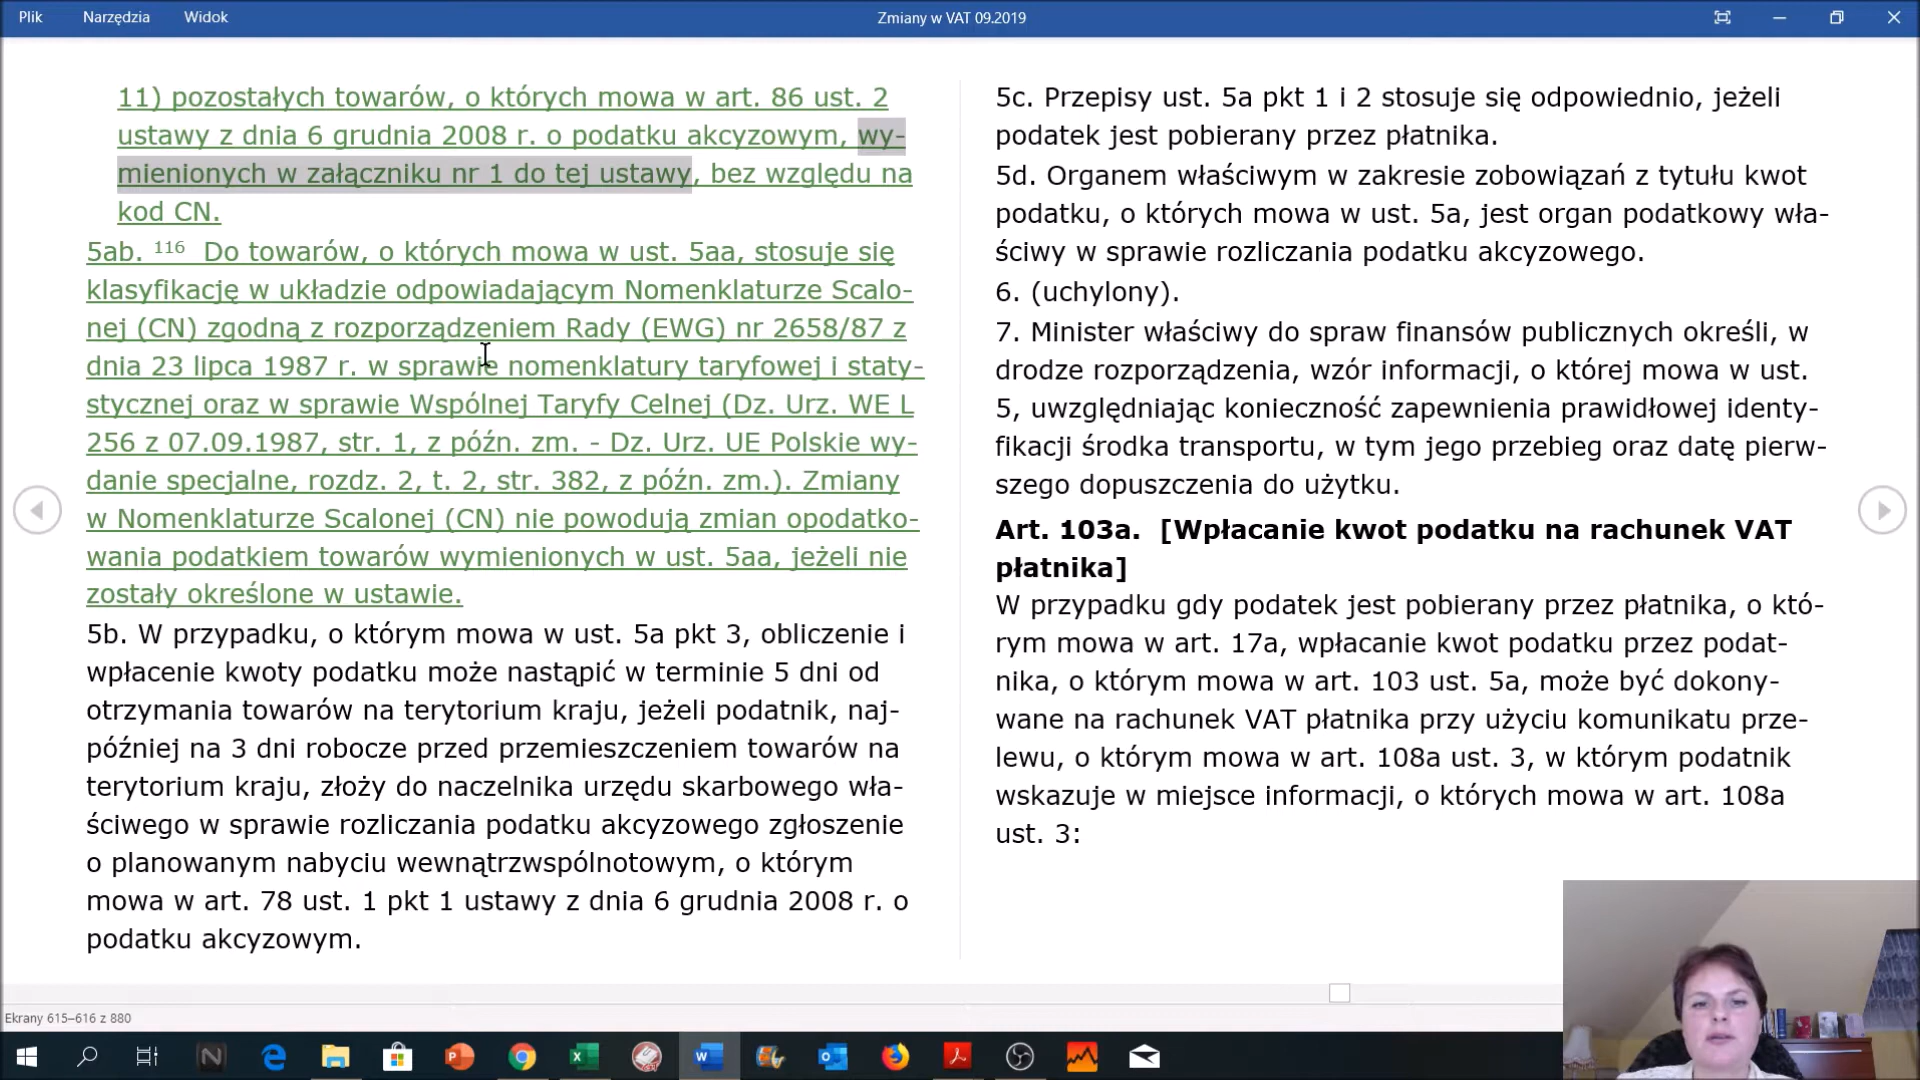 Plik Narzędzia Widok
Zmiany w VAT 09.2019
11) pozostałych towarów, o których mowa w art. 86 ust. 2
ustawy z dnia 6 grudnia 2008 r. o podatku akcyzowym, wy-
mienionych w załączniku nr 1 do tej ustawy, bez względu na
kod CN.
5ab. 116 Do towarów, o których mowa w ust. 5aa, stosuje się
klasyfikację w układzie odpowiadającym Nomenklaturze Scalo-
nej (CN) zgodną z rozporządzeniem Rady (EWG) nr 2658/87 z
dnia 23 lipca 1987 r. w sprawie nomenklatury taryfowej i staty-
stycznej oraz w sprawie Wspólnej Taryfy Celnej (Dz. Urz. WE L
256 z 07.09.1987, str. 1, z późn. zm. - Dz. Urz. UE Polskie wy-
danie specjalne, rozdz. 2, t. 2, str. 382, z późn. zm.). Zmiany
w Nomenklaturze Scalonej (CN) nie powodują zmian opodatko-
wania podatkiem towarów wymienionych w ust. 5aa, jeżeli nie
zostały określone w ustawie.
5b. W przypadku, o którym mowa w ust. 5a pkt 3, obliczenie i
wpłacenie kwoty podatku może nastąpić w terminie 5 dni od
otrzymania towarów na terytorium kraju, jeżeli podatnik, naj-
później na 3 dni robocze przed przemieszczeniem towarów na
terytorium kraju, złoży do naczelnika urzędu skarbowego wła-
ściwego w sprawie rozliczania podatku akcyzowego zgłoszenie
o planowanym nabyciu wewnątrzwspólnotowym, o którym
mowa w art. 78 ust. 1 pkt 1 ustawy z dnia 6 grudnia 2008 r. o
podatku akcyzowym.
5c. Przepisy ust. 5a pkt 1 i 2 stosuje się odpowiednio, jeżeli
podatek jest pobierany przez płatnika.
5d. Organem właściwym w zakresie zobowiązań z tytułu kwot
podatku, o których mowa w ust. 5a, jest organ podatkowy wła-
ściwy w sprawie rozliczania podatku akcyzowego.
6. (uchylony).
7. Minister właściwy do spraw finansów publicznych określi, w
drodze rozporządzenia, wzór informacji, o której mowa w ust.
5, uwzględniając konieczność zapewnienia prawidłowej identy-
fikacji środka transportu, w tym jego przebieg oraz datę pierw-
szego dopuszczenia do użytku.
Art. 103a. [Wpłacanie kwot podatku na rachunek VAT
płatnika]
W przypadku gdy podatek jest pobierany przez płatnika, o któ-
rym mowa w art. 17a, wpłacanie kwot podatku przez podat-
nika, o którym mowa w art. 103 ust. 5a, może być dokony-
wane na rachunek VAT płatnika przy użyciu komunikatu prze-
lewu, o którym mowa w art. 108a ust. 3, w którym podatnik
wskazuje w miejsce informacji, o których mowa w art. 108a
ust. 3:
Ekrany 615–616 z 880